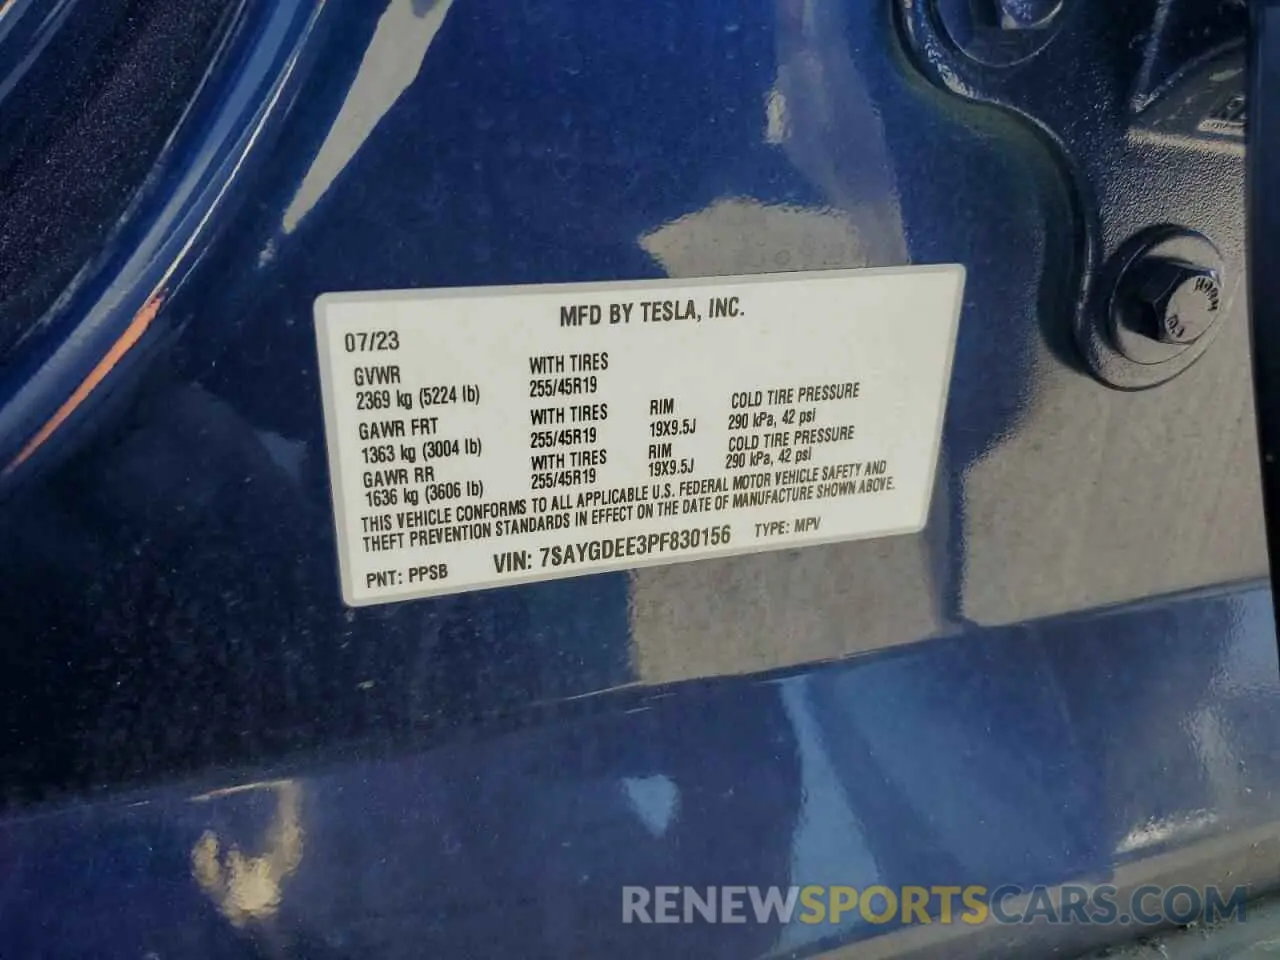 MFD BY TESLA, INC.
07/23
GVWR WITH TIRES
2369 kg (5224 lb) 255/45R19
GAWR FRT WITH TIRES RIM COLD TIRE PRESSURE
1363 kg (3004 lb) 255/45R19 19X9.5J 290 kPa, 42 psi
GAWR RR WITH TIRES RIM COLD TIRE PRESSURE
1636 kg (3606 lb) 255/45R19 19X9.5J 290 kPa, 42 psi
THIS VEHICLE CONFORMS TO ALL APPLICABLE U.S. FEDERAL MOTOR VEHICLE SAFETY AND
THEFT PREVENTION STANDARDS IN EFFECT ON THE DATE OF MANUFACTURE SHOWN ABOVE.
PNT: PPSB VIN: 7SAYGDEE3PF830156 TYPE: MPV
RENEWSPORTSCARS.COM